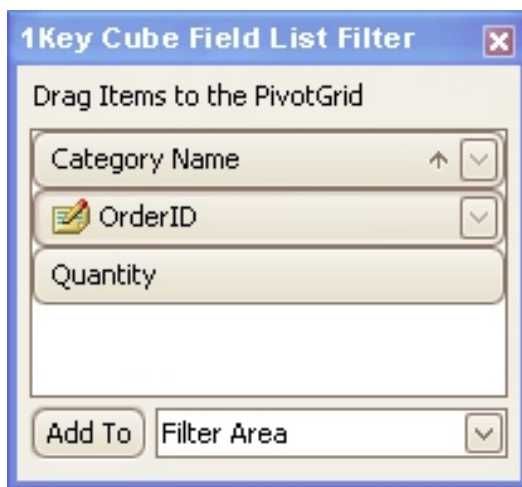 1Key Cube Field List Filter
Drag Items to the PivotGrid
Category Name
OrderID
Quantity
Add To Filter Area